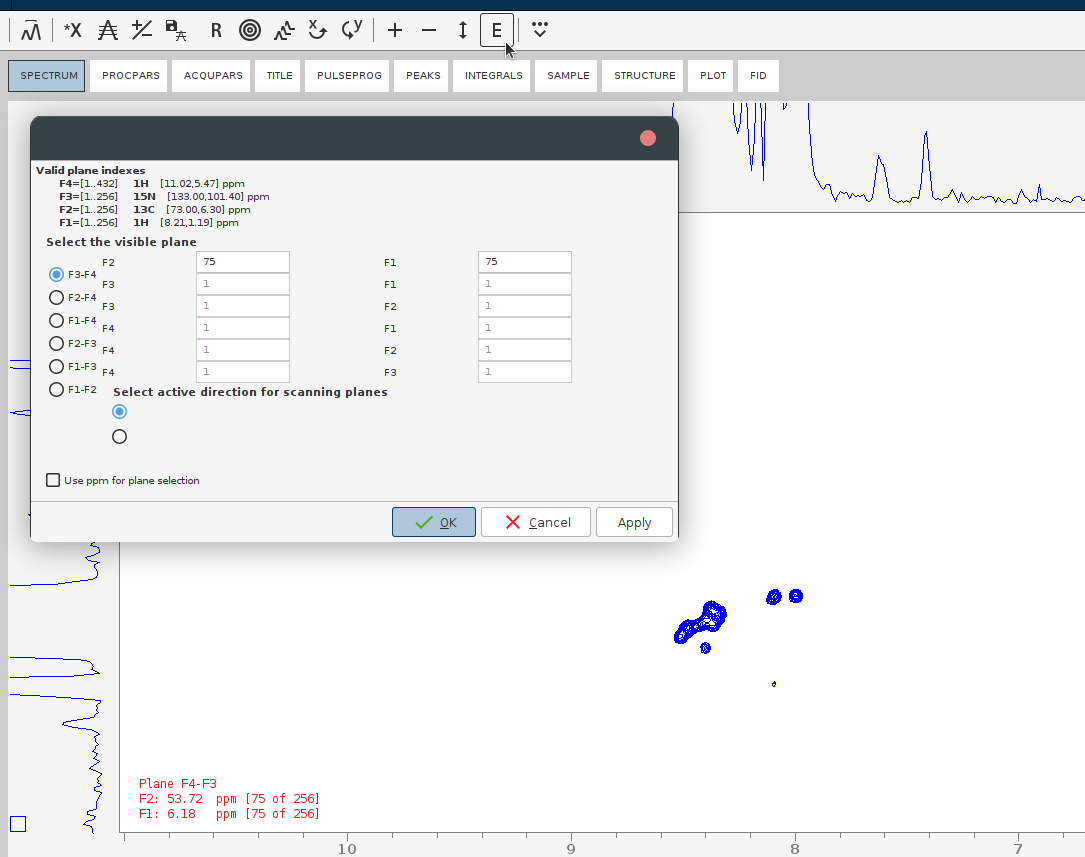 *X R x y E
SPECTRUM PROCPARS ACQUPARS TITLE PULSEPROG PEAKS INTEGRALS SAMPLE STRUCTURE PLOT FID
Valid plane indexes
F4=[1..432] 1H [11.02,5.47] ppm
F3=[1..256] 15N [133.00,101.40] ppm
F2=[1..256] 13C [73.00,6.30] ppm
F1=[1..256] 1H [8.21,1.19] ppm
Select the visible plane
F3-F4 F2 75 F1 75
F2-F4 F3 1 F1 1
F1-F4 F3 1 F2 1
F2-F3 F4 1 F1 1
F1-F3 F4 1 F2 1
F1-F2 F4 1 F3 1
Select active direction for scanning planes
Use ppm for plane selection
OK Cancel Apply
Plane F4-F3
F2: 53.72 ppm [75 of 256]
F1: 6.18 ppm [75 of 256]
10 9 8 7